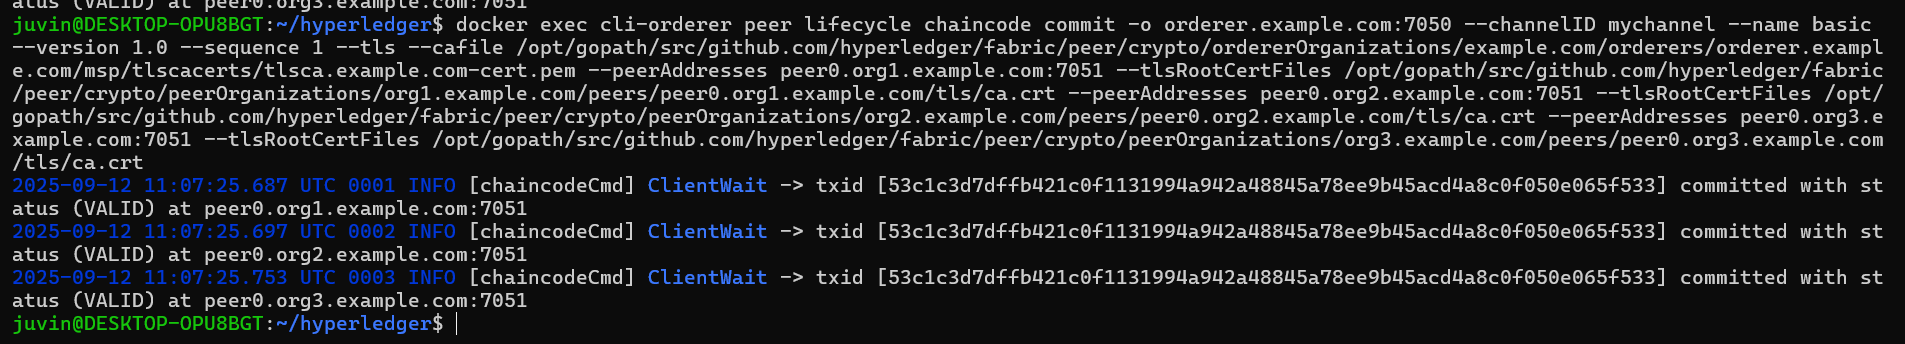 atus (VALID) at peer0.org3.example.com:7051
juvin@DESKTOP-OPU8BGT:~/hyperledger$ docker exec cli-orderer peer lifecycle chaincode commit -o orderer.example.com:7050 --channelID mychannel --name basic
--version 1.0 --sequence 1 --tls --cafile /opt/gopath/src/github.com/hyperledger/fabric/peer/crypto/ordererOrganizations/example.com/orderers/orderer.exampl
e.com/msp/tlscacerts/tlsca.example.com-cert.pem --peerAddresses peer0.org1.example.com:7051 --tlsRootCertFiles /opt/gopath/src/github.com/hyperledger/fabric
/peer/crypto/peerOrganizations/org1.example.com/peers/peer0.org1.example.com/tls/ca.crt --peerAddresses peer0.org2.example.com:7051 --tlsRootCertFiles /opt/
gopath/src/github.com/hyperledger/fabric/peer/crypto/peerOrganizations/org2.example.com/peers/peer0.org2.example.com/tls/ca.crt --peerAddresses peer0.org3.e
xample.com:7051 --tlsRootCertFiles /opt/gopath/src/github.com/hyperledger/fabric/peer/crypto/peerOrganizations/org3.example.com/peers/peer0.org3.example.com
/tls/ca.crt
2025-09-12 11:07:25.687 UTC 0001 INFO [chaincodeCmd] ClientWait -> txid [53c1c3d7dffb421c0f1131994a942a48845a78ee9b45acd4a8c0f050e065f533] committed with st
atus (VALID) at peer0.org1.example.com:7051
2025-09-12 11:07:25.697 UTC 0002 INFO [chaincodeCmd] ClientWait -> txid [53c1c3d7dffb421c0f1131994a942a48845a78ee9b45acd4a8c0f050e065f533] committed with st
atus (VALID) at peer0.org2.example.com:7051
2025-09-12 11:07:25.753 UTC 0003 INFO [chaincodeCmd] ClientWait -> txid [53c1c3d7dffb421c0f1131994a942a48845a78ee9b45acd4a8c0f050e065f533] committed with st
atus (VALID) at peer0.org3.example.com:7051
juvin@DESKTOP-OPU8BGT:~/hyperledger$